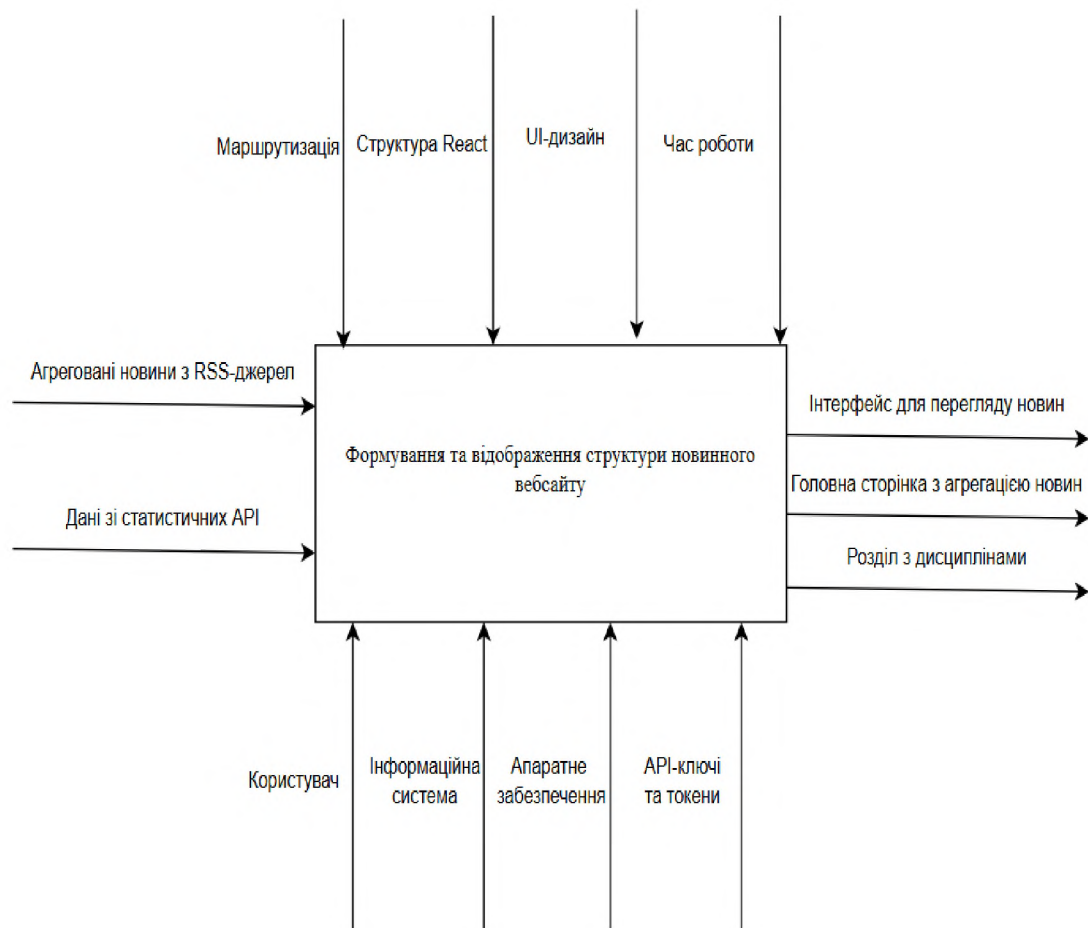 Маршрутизація
Структура React
UI-дизайн
Час роботи
Агреговані новини з RSS-джерел
Дані зі статистичних API
Формування та відображення структури новинного
вебсайту
Інтерфейс для перегляду новин
Головна сторінка з агрегацією новин
Розділ з дисциплінами
Користувач
Інформаційна
система
Апаратне
забезпечення
API-ключі
та токени